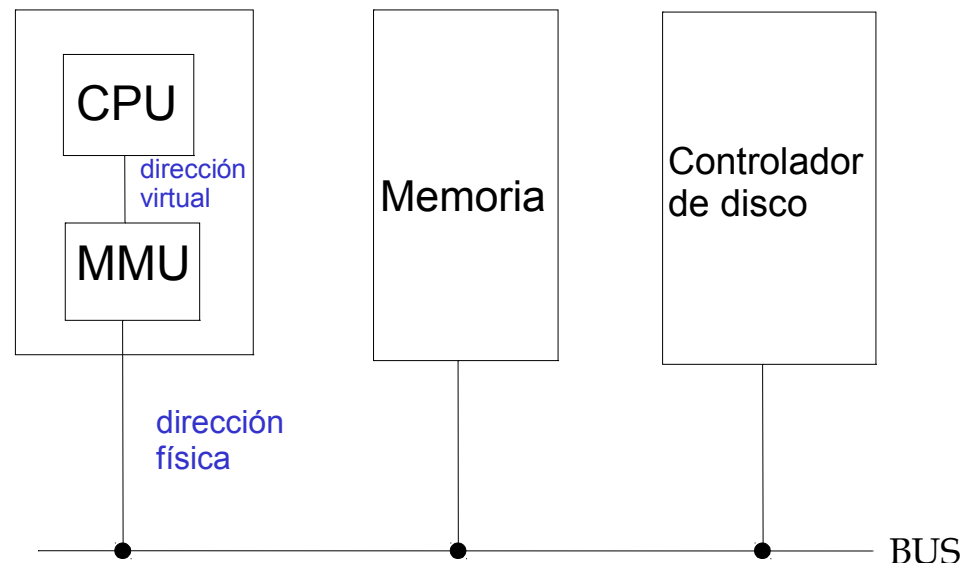 CPU
dirección
virtual
MMU
Memoria
Controlador
de disco
dirección
física
BUS